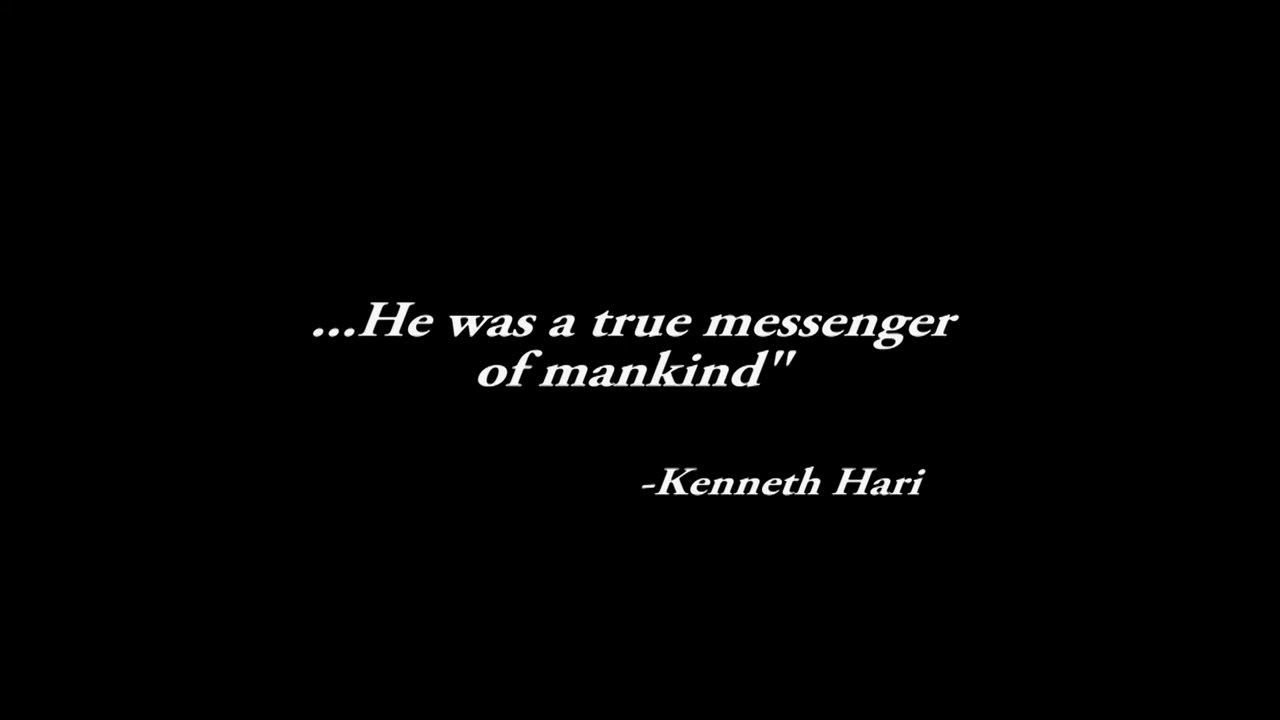 ...He was a true messenger
of mankind"
-Kenneth Hari